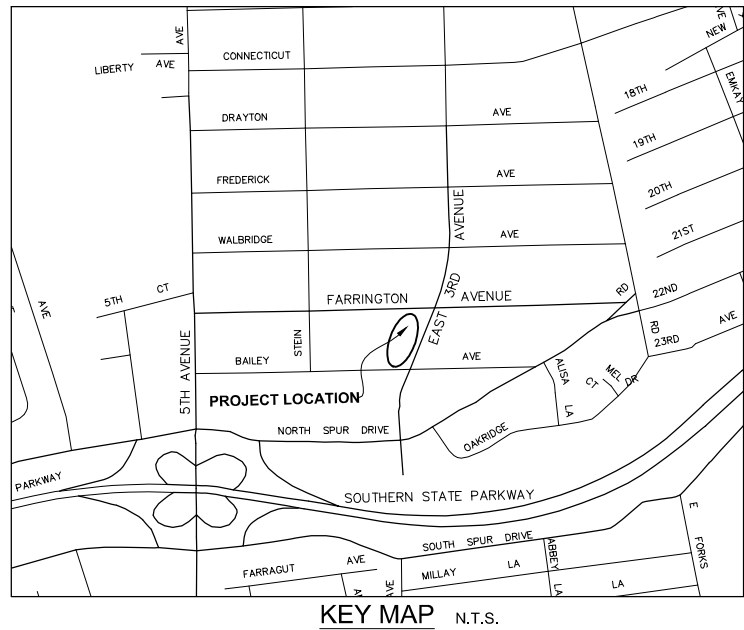 AVE
CONNECTICUT
LIBERTY AVE
VE
NEW
EMKAY
18TH
DRAYTON AVE
19TH
FREDERICK AVE
20TH
AVENUE
WALBRIDGE AVE
21ST
5TH CT
AVE
FARRINGTON AVENUE
EAST 3RD
RD
22ND
5TH AVENUE
STEIN
BAILEY AVE
RD
23RD AVE
ALISA LA
CT
MEL DR
PROJECT LOCATION
NORTH SPUR DRIVE
OAKRIDGE
PARKWAY
SOUTHERN STATE PARKWAY
E FORKS
SOUTH SPUR DRIVE
ABBEY LA
FARRAGUT AVE
MILLAY LA
LA
AVE
KEY MAP N.T.S.